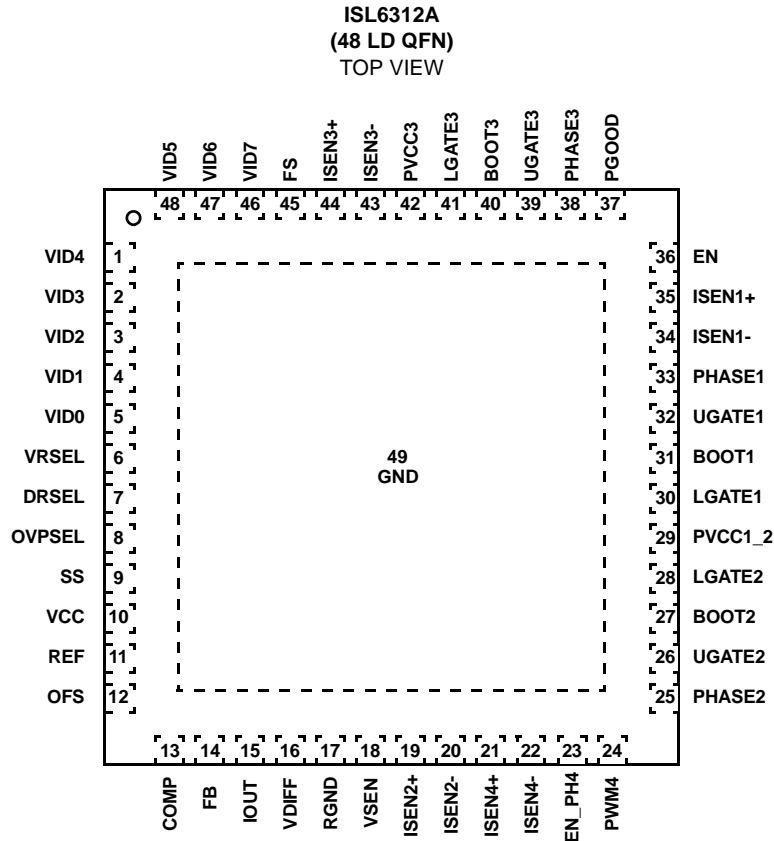 ISL6312A
(48 LD QFN)
TOP VIEW
VID5
VID6
VID7
FS
ISEN3+
ISEN3-
PVCC3
LGATE3
BOOT3
UGATE3
PHASE3
PGOOD
48 47 46 45 44 43 42 41 40 39 38 37
VID4 1
VID3 2
VID2 3
VID1 4
VID0 5
VRSEL 6
DRSEL 7
OVPSEL 8
SS 9
VCC 10
REF 11
OFS 12
49
GND
36 EN
35 ISEN1+
34 ISEN1-
33 PHASE1
32 UGATE1
31 BOOT1
30 LGATE1
29 PVCC1_2
28 LGATE2
27 BOOT2
26 UGATE2
25 PHASE2
13 14 15 16 17 18 19 20 21 22 23 24
COMP
FB
IOUT
VDIFF
RGND
VSEN
ISEN2+
ISEN2-
ISEN4+
ISEN4-
EN_PH4
PWM4